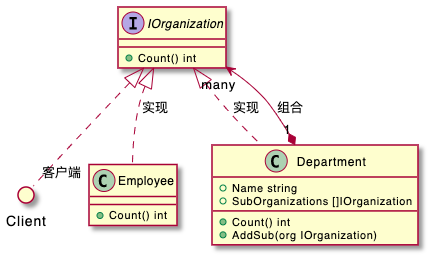 I IOrganization
Count() int
many
实现
实现
组合
1
客户端
Client
C Employee
Count() int
C Department
Name string
SubOrganizations []IOrganization
Count() int
AddSub(org IOrganization)